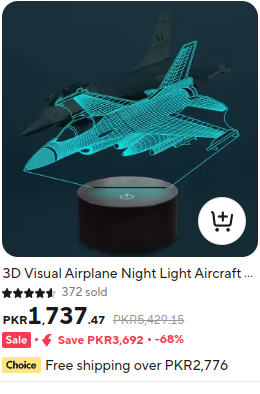 3D Visual Airplane Night Light Aircraft ...
372 sold
PKR1,737.47 PKR5,429.15
Sale • Save PKR3,692 • -68%
Choice Free shipping over PKR2,776